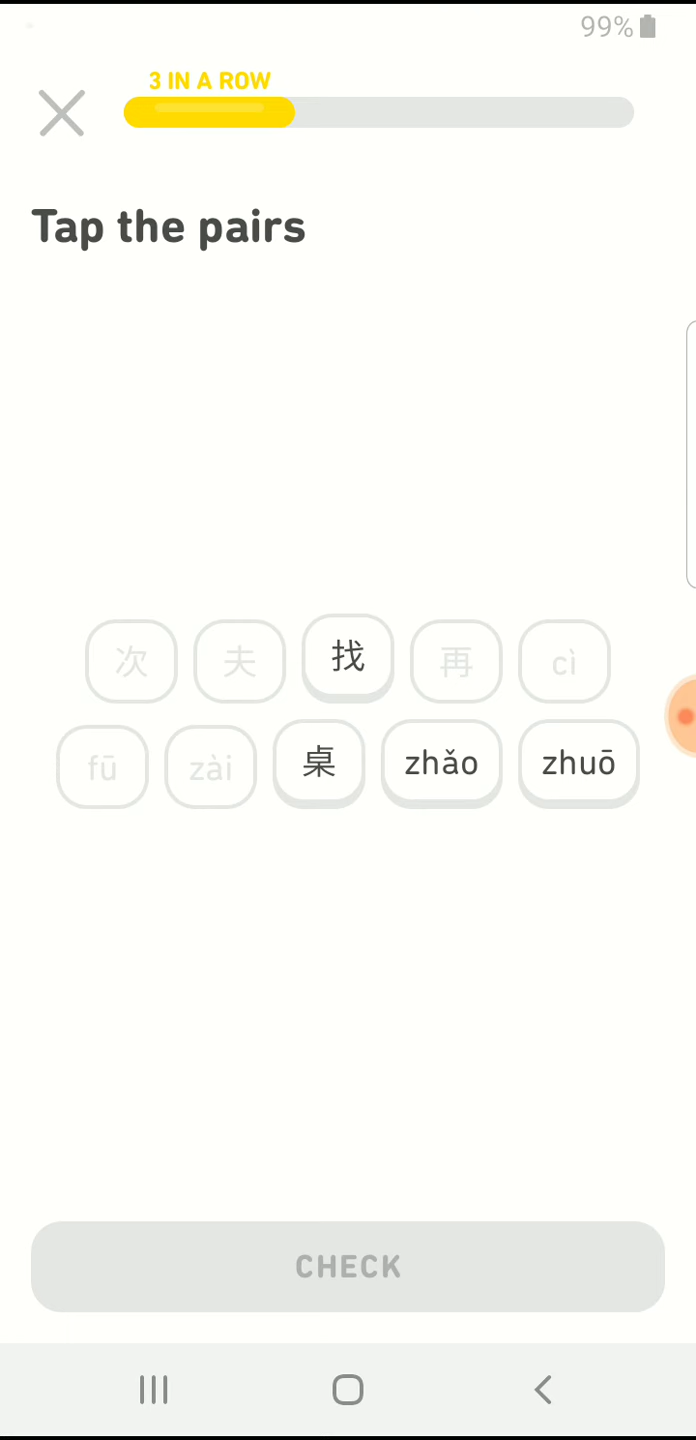 99%
3 IN A ROW
Tap the pairs
次 夫 找 再 cì
fū zài 桌 zhǎo zhuō
CHECK